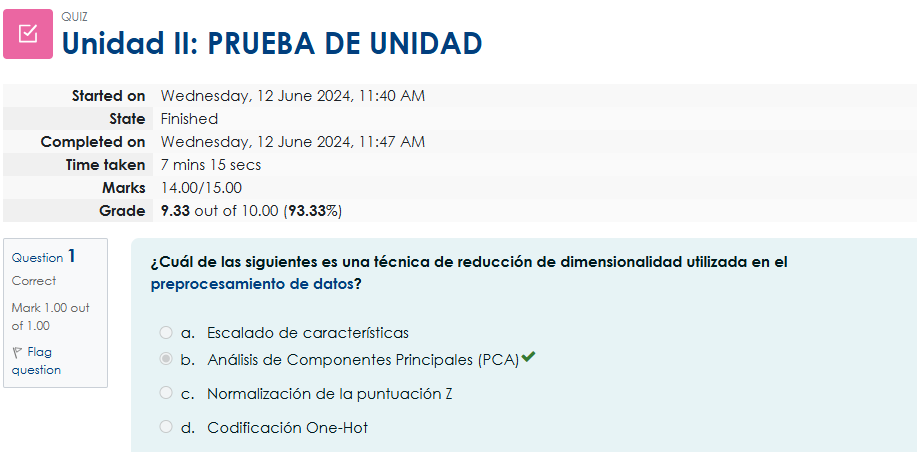 QUIZ
Unidad II: PRUEBA DE UNIDAD
Started on Wednesday, 12 June 2024, 11:40 AM
State Finished
Completed on Wednesday, 12 June 2024, 11:47 AM
Time taken 7 mins 15 secs
Marks 14.00/15.00
Grade 9.33 out of 10.00 (93.33%)
Question 1
Correct
Mark 1.00 out
of 1.00
Flag
question
¿Cuál de las siguientes es una técnica de reducción de dimensionalidad utilizada en el
preprocesamiento de datos?
a. Escalado de características
b. Análisis de Componentes Principales (PCA)
c. Normalización de la puntuación Z
d. Codificación One-Hot